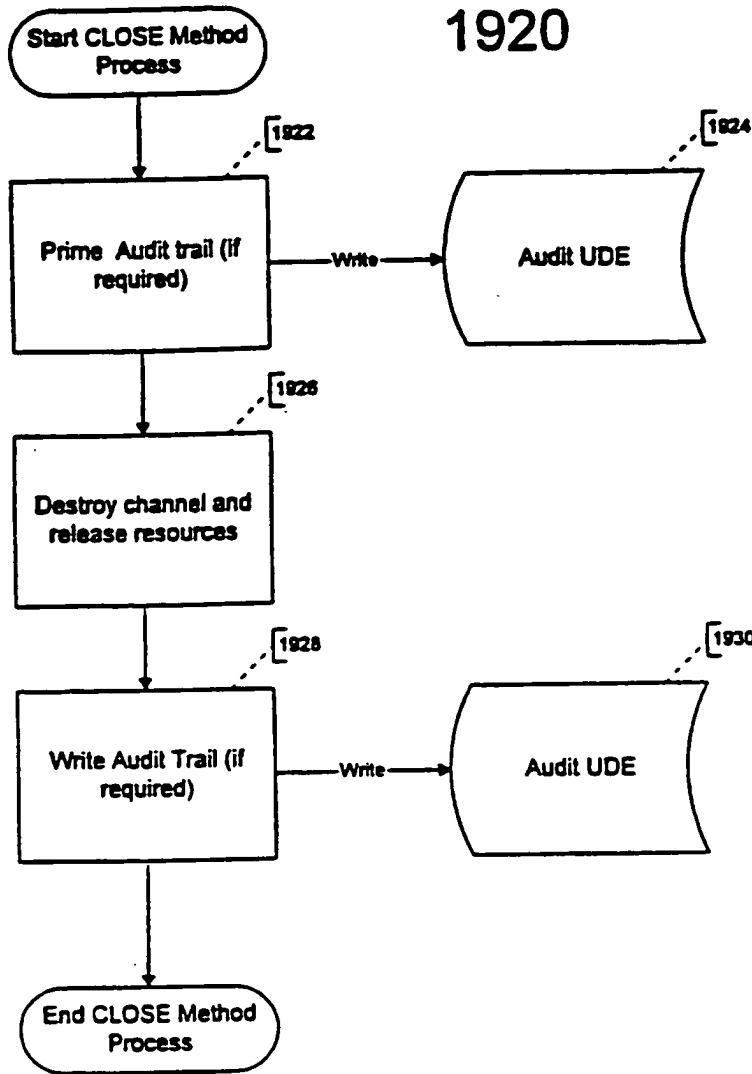 Start CLOSE Method
Process
1920
1922
1924
Prime Audit trail (if
required)
Write
Audit UDE
1926
Destroy channel and
release resources
1928
1930
Write Audit Trail (if
required)
Write
Audit UDE
End CLOSE Method
Process